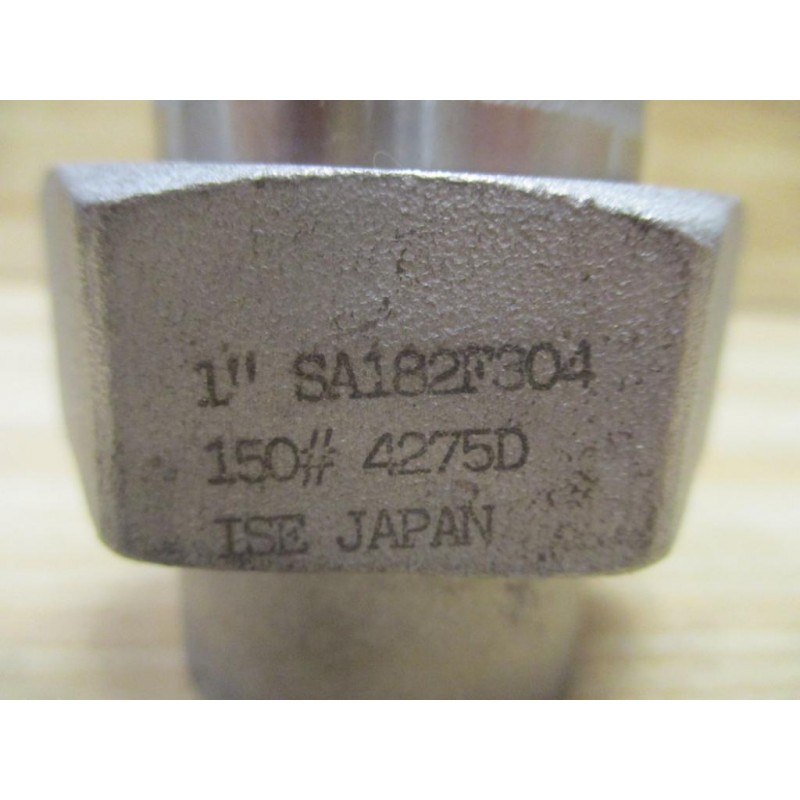 1" SA182F304
150# 4275D
ISE JAPAN